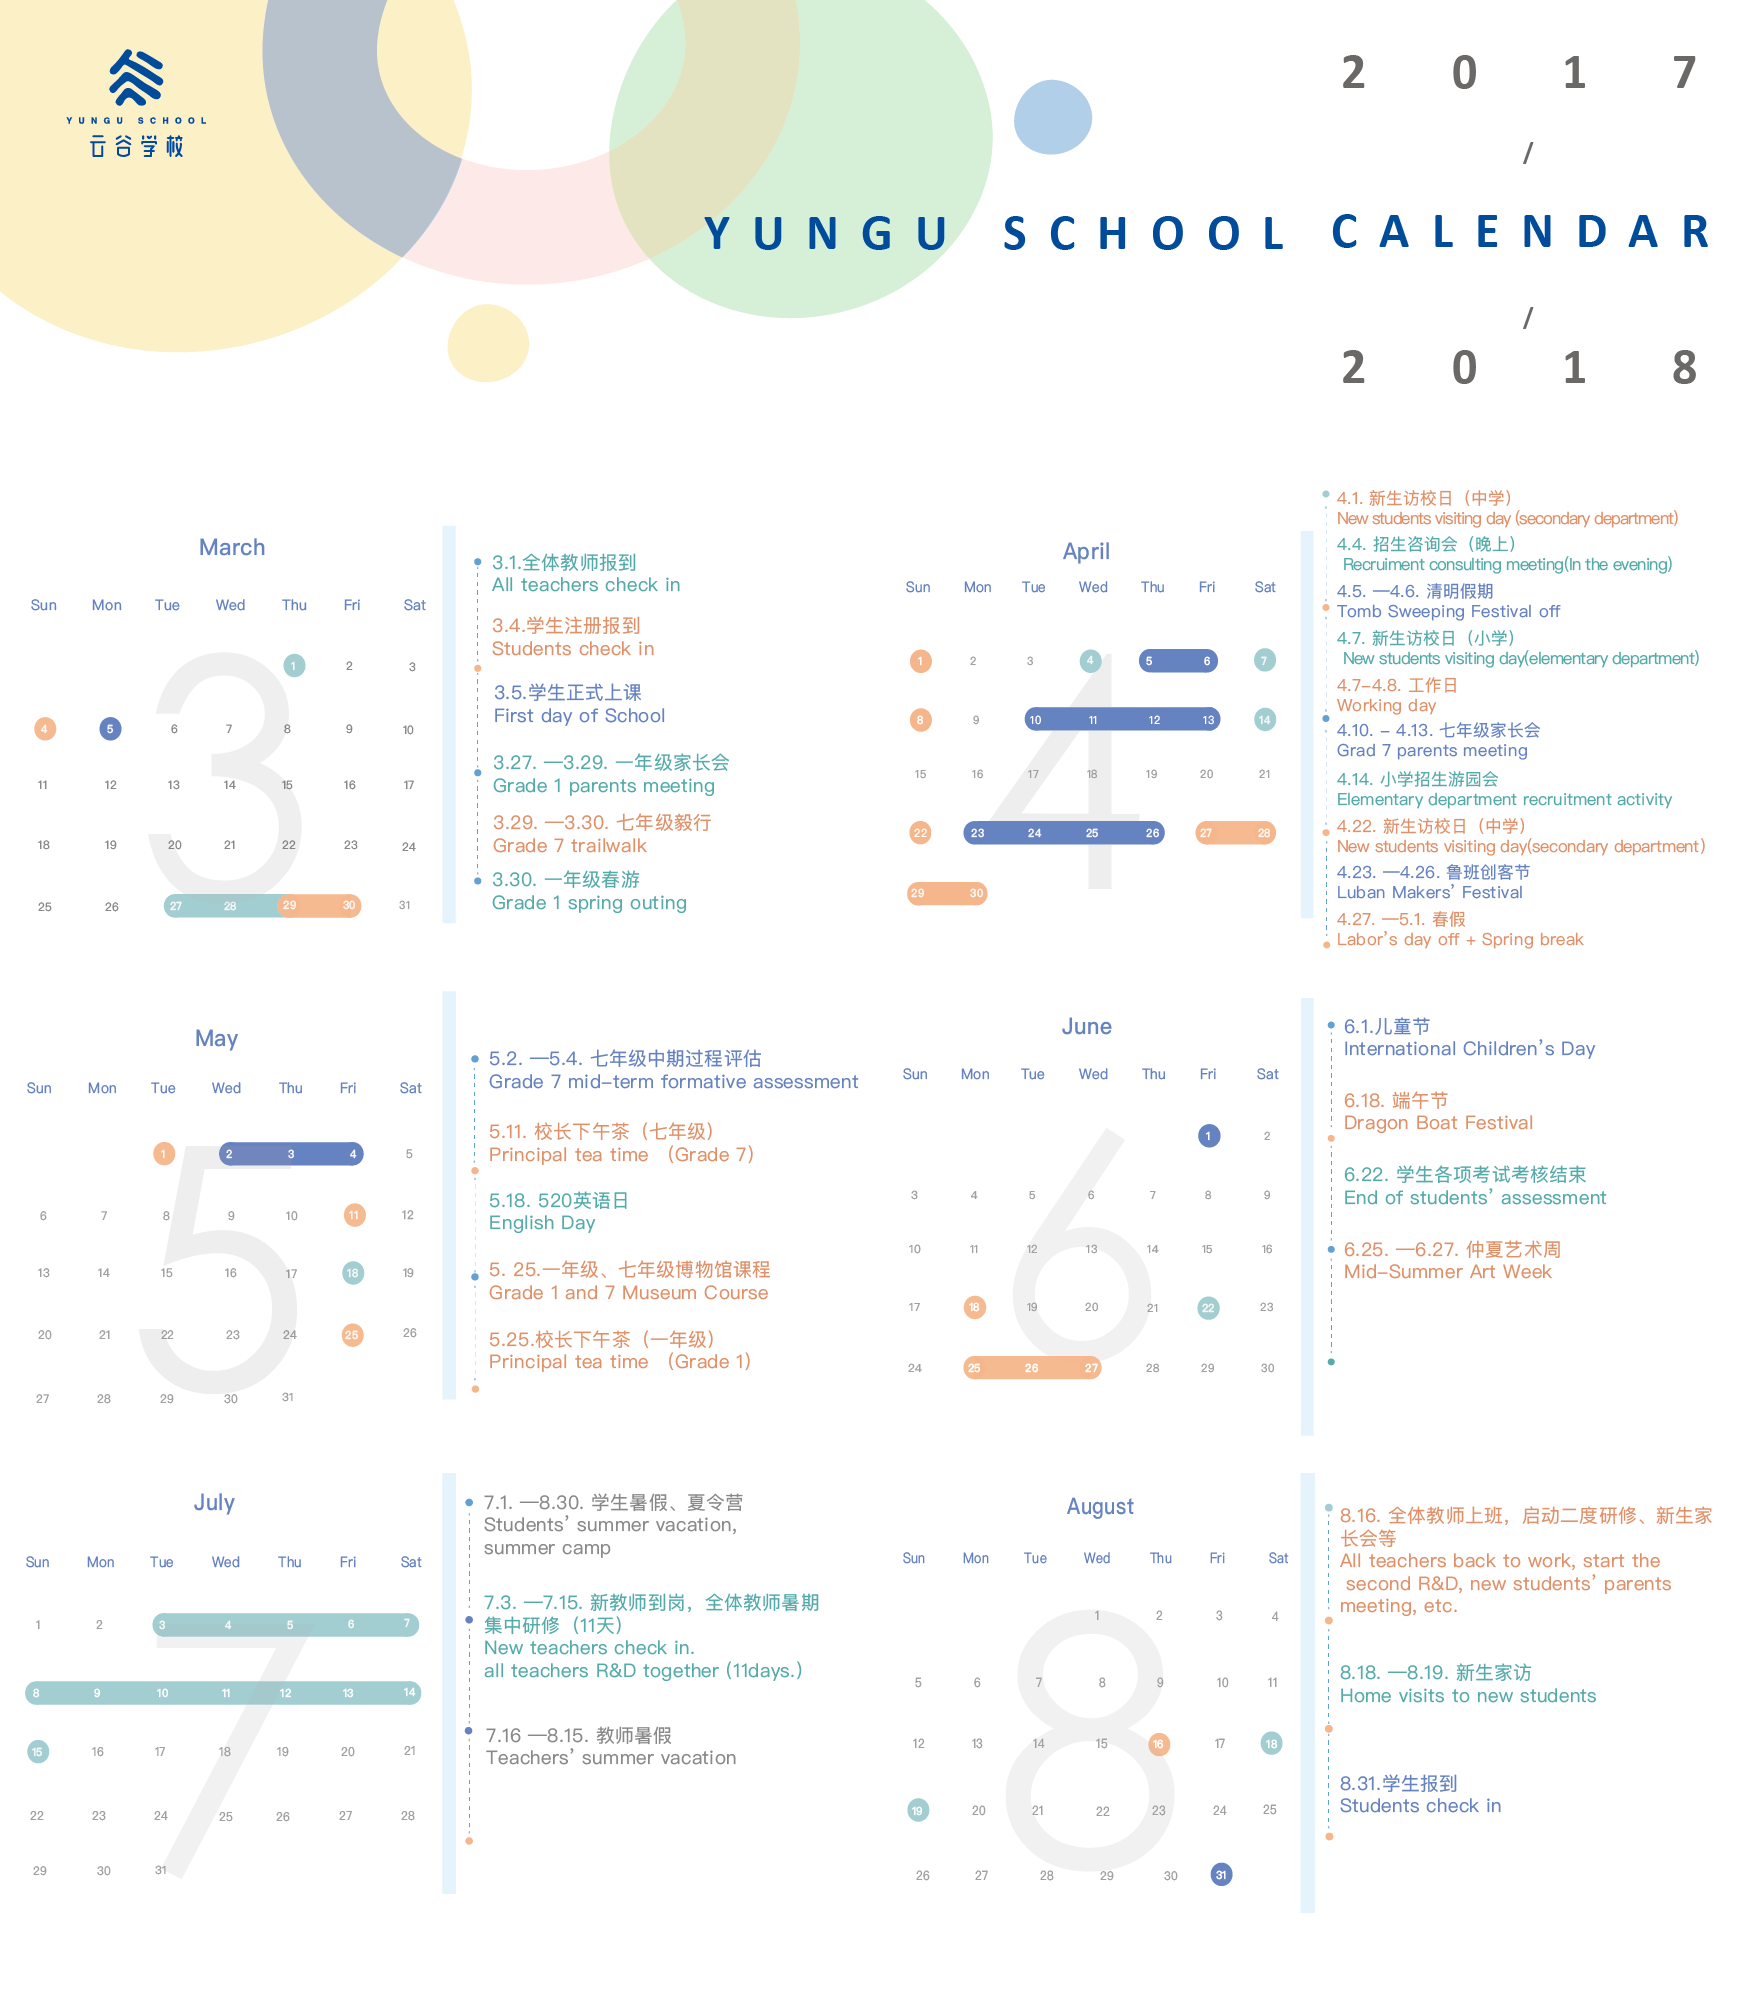 YUNGU SCHOOL
云谷学校
2 0 1 7
/
YUNGU SCHOOL CALENDAR
/
2 0 1 8
March
Sun Mon Tue Wed Thu Fri Sat
3
1 2 3
4 5 6 7 8 9 10
11 12 13 14 15 16 17
18 19 20 21 22 23 24
25 26 27 28 29 30 31
3.1.全体教师报到
All teachers check in
3.4.学生注册报到
Students check in
3.5.学生正式上课
First day of School
3.27. —3.29. 一年级家长会
Grade 1 parents meeting
3.29. —3.30. 七年级毅行
Grade 7 trailwalk
3.30. 一年级春游
Grade 1 spring outing
April
Sun Mon Tue Wed Thu Fri Sat
4
1 2 3 4 5 6 7
8 9 10 11 12 13 14
15 16 17 18 19 20 21
22 23 24 25 26 27 28
29 30
4.1. 新生访校日（中学）
New students visiting day (secondary department)
4.4. 招生咨询会（晚上）
Recruiment consulting meeting(In the evening)
4.5. —4.6. 清明假期
Tomb Sweeping Festival off
4.7. 新生访校日（小学）
New students visiting day(elementary department)
4.7–4.8. 工作日
Working day
4.10. – 4.13. 七年级家长会
Grad 7 parents meeting
4.14. 小学招生游园会
Elementary department recruitment activity
4.22. 新生访校日（中学）
New students visiting day(secondary department)
4.23. —4.26. 鲁班创客节
Luban Makers' Festival
4.27. —5.1. 春假
Labor's day off + Spring break
May
Sun Mon Tue Wed Thu Fri Sat
5
1 2 3 4 5
6 7 8 9 10 11 12
13 14 15 16 17 18 19
20 21 22 23 24 25 26
27 28 29 30 31
5.2. —5.4. 七年级中期过程评估
Grade 7 mid–term formative assessment
5.11. 校长下午茶（七年级）
Principal tea time （Grade 7）
5.18. 520英语日
English Day
5. 25.一年级、七年级博物馆课程
Grade 1 and 7 Museum Course
5.25.校长下午茶（一年级）
Principal tea time （Grade 1）
June
Sun Mon Tue Wed Thu Fri Sat
6
1 2
3 4 5 6 7 8 9
10 11 12 13 14 15 16
17 18 19 20 21 22 23
24 25 26 27 28 29 30
6.1.儿童节
International Children's Day
6.18. 端午节
Dragon Boat Festival
6.22. 学生各项考试考核结束
End of students' assessment
6.25. —6.27. 仲夏艺术周
Mid–Summer Art Week
July
Sun Mon Tue Wed Thu Fri Sat
7
1 2 3 4 5 6 7
8 9 10 11 12 13 14
15 16 17 18 19 20 21
22 23 24 25 26 27 28
29 30 31
7.1. —8.30. 学生暑假、夏令营
Students' summer vacation,
summer camp
7.3. —7.15. 新教师到岗，全体教师暑期
集中研修（11天）
New teachers check in.
all teachers R&D together (11days.)
7.16 —8.15. 教师暑假
Teachers' summer vacation
August
Sun Mon Tue Wed Thu Fri Sat
8
1 2 3 4
5 6 7 8 9 10 11
12 13 14 15 16 17 18
19 20 21 22 23 24 25
26 27 28 29 30 31
8.16. 全体教师上班，启动二度研修、新生家
长会等
All teachers back to work, start the
second R&D, new students' parents
meeting, etc.
8.18. —8.19. 新生家访
Home visits to new students
8.31.学生报到
Students check in